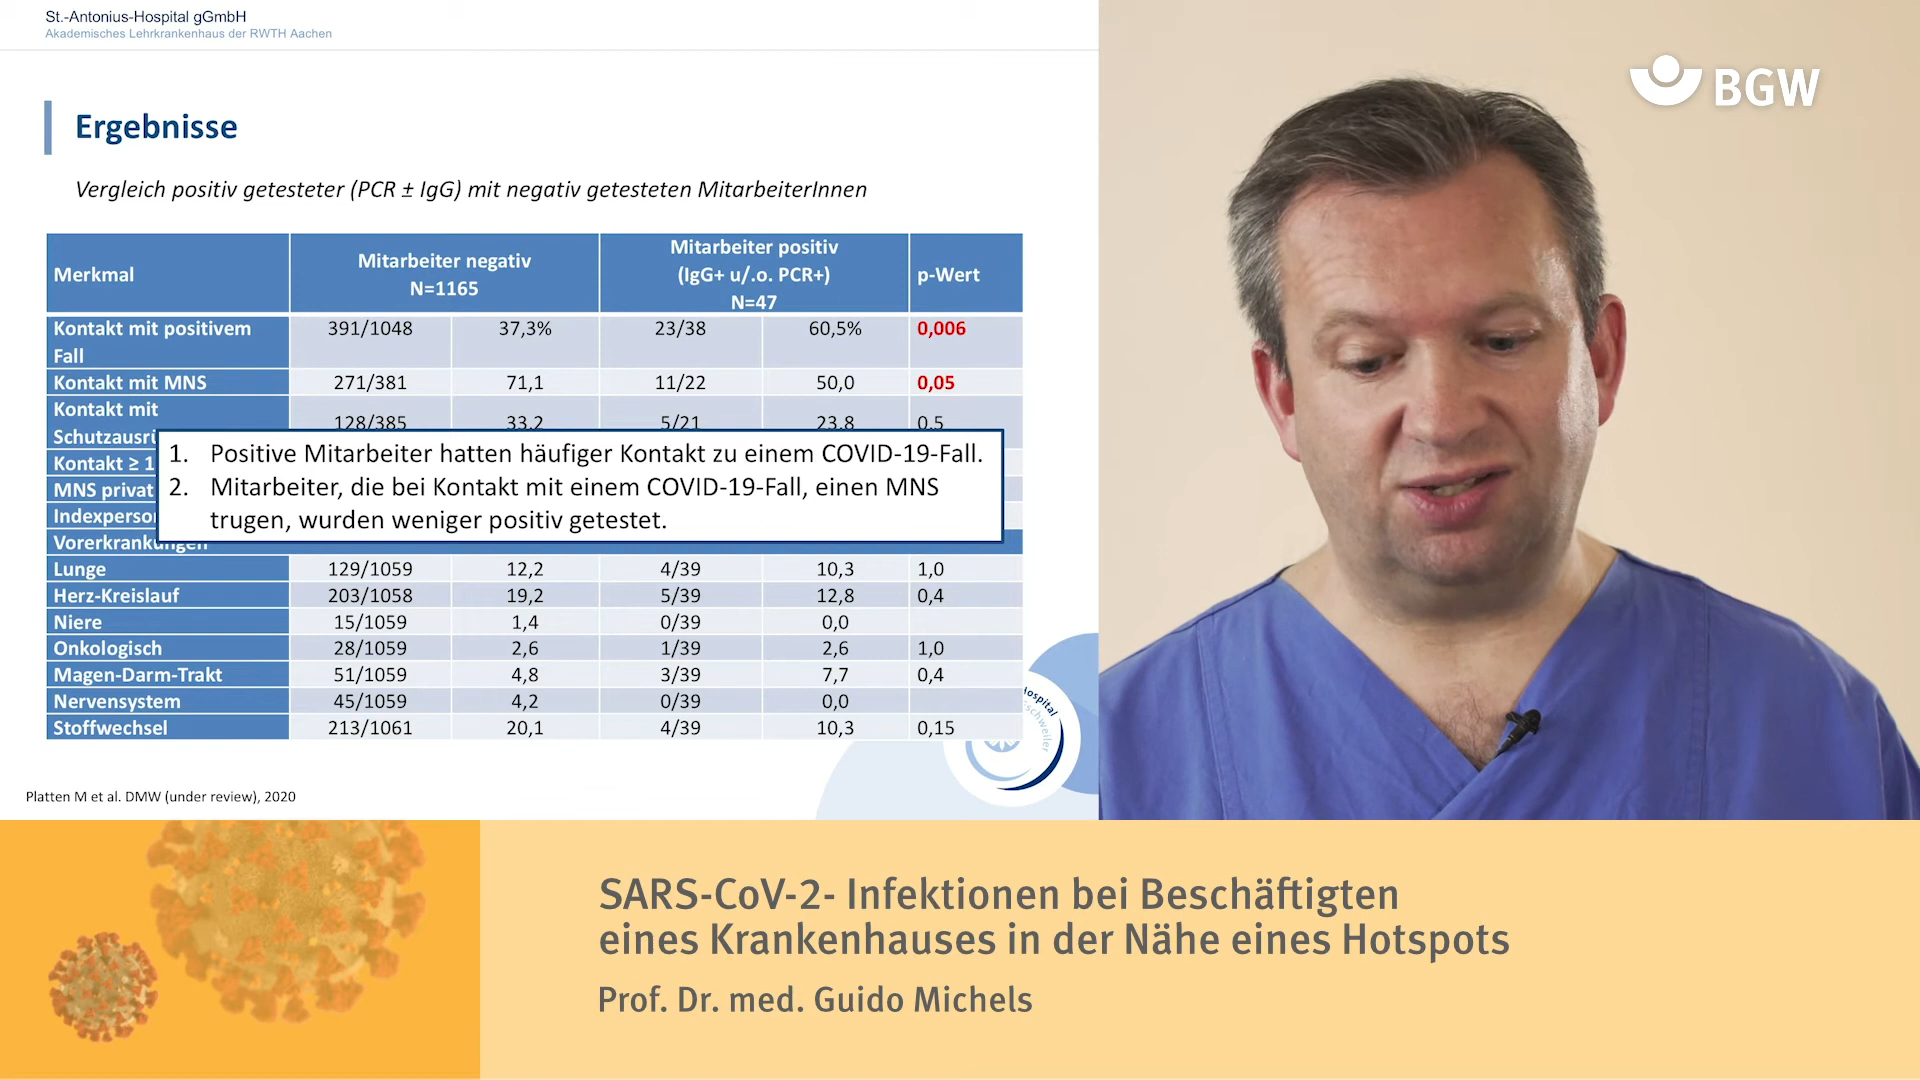 St.-Antonius-Hospital gGmbH
Akademisches Lehrkrankenhaus der RWTH Aachen
BGW
Ergebnisse
Vergleich positiv getesteter (PCR ± IgG) mit negativ getesteten MitarbeiterInnen
Merkmal
Mitarbeiter negativ
N=1165
Mitarbeiter positiv
(IgG+ u/.o. PCR+)
N=47
p-Wert
Kontakt mit positivem
Fall
391/1048 37,3% 23/38 60,5% 0,006
Kontakt mit MNS 271/381 71,1 11/22 50,0 0,05
Kontakt mit
128/385 33,2 5/21 23,8 0,5
Kontakt ≥ 1
MNS privat
Vorerkrankungen
1. Positive Mitarbeiter hatten häufiger Kontakt zu einem COVID-19-Fall.
2. Mitarbeiter, die bei Kontakt mit einem COVID-19-Fall, einen MNS
trugen, wurden weniger positiv getestet.
Lunge 129/1059 12,2 4/39 10,3 1,0
Herz-Kreislauf 203/1058 19,2 5/39 12,8 0,4
Niere 15/1059 1,4 0/39 0,0
Onkologisch 28/1059 2,6 1/39 2,6 1,0
Magen-Darm-Trakt 51/1059 4,8 3/39 7,7 0,4
Nervensystem 45/1059 4,2 0/39 0,0
Stoffwechsel 213/1061 20,1 4/39 10,3 0,15
Platten M et al. DMW (under review), 2020
SARS-CoV-2- Infektionen bei Beschäftigten
eines Krankenhauses in der Nähe eines Hotspots
Prof. Dr. med. Guido Michels